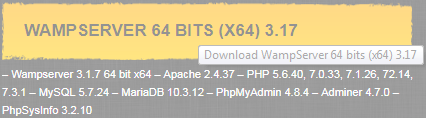 WAMPSERVER 64 BITS (X64) 3.17
Download WampServer 64 bits (x64) 3.17
– Wampserver 3.1.7 64 bit x64 – Apache 2.4.37 – PHP 5.6.40, 7.0.33, 7.1.26, 72.14,
7.3.1 – MySQL 5.7.24 – MariaDB 10.3.12 – PhpMyAdmin 4.8.4 – Adminer 4.7.0 –
PhpSysInfo 3.2.10